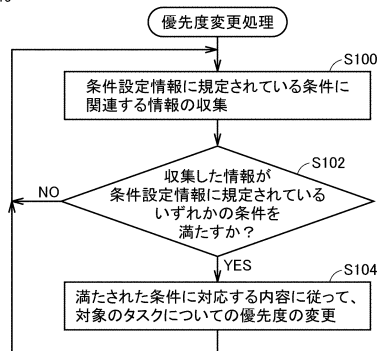 優先度変更処理
S100
条件設定情報に規定されている条件に
関連する情報の収集
S102
収集した情報が
条件設定情報に規定されている
いずれかの条件を
満たすか？
NO
YES
S104
満たされた条件に対応する内容に従って、
対象のタスクについての優先度の変更